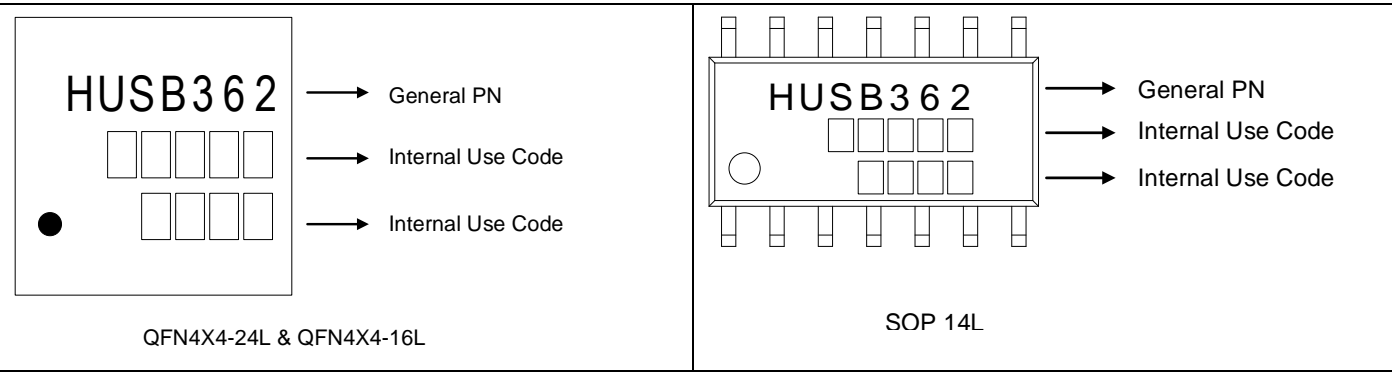 HUSB362
General PN
Internal Use Code
Internal Use Code
QFN4X4-24L & QFN4X4-16L
HUSB362
General PN
Internal Use Code
Internal Use Code
SOP 14L